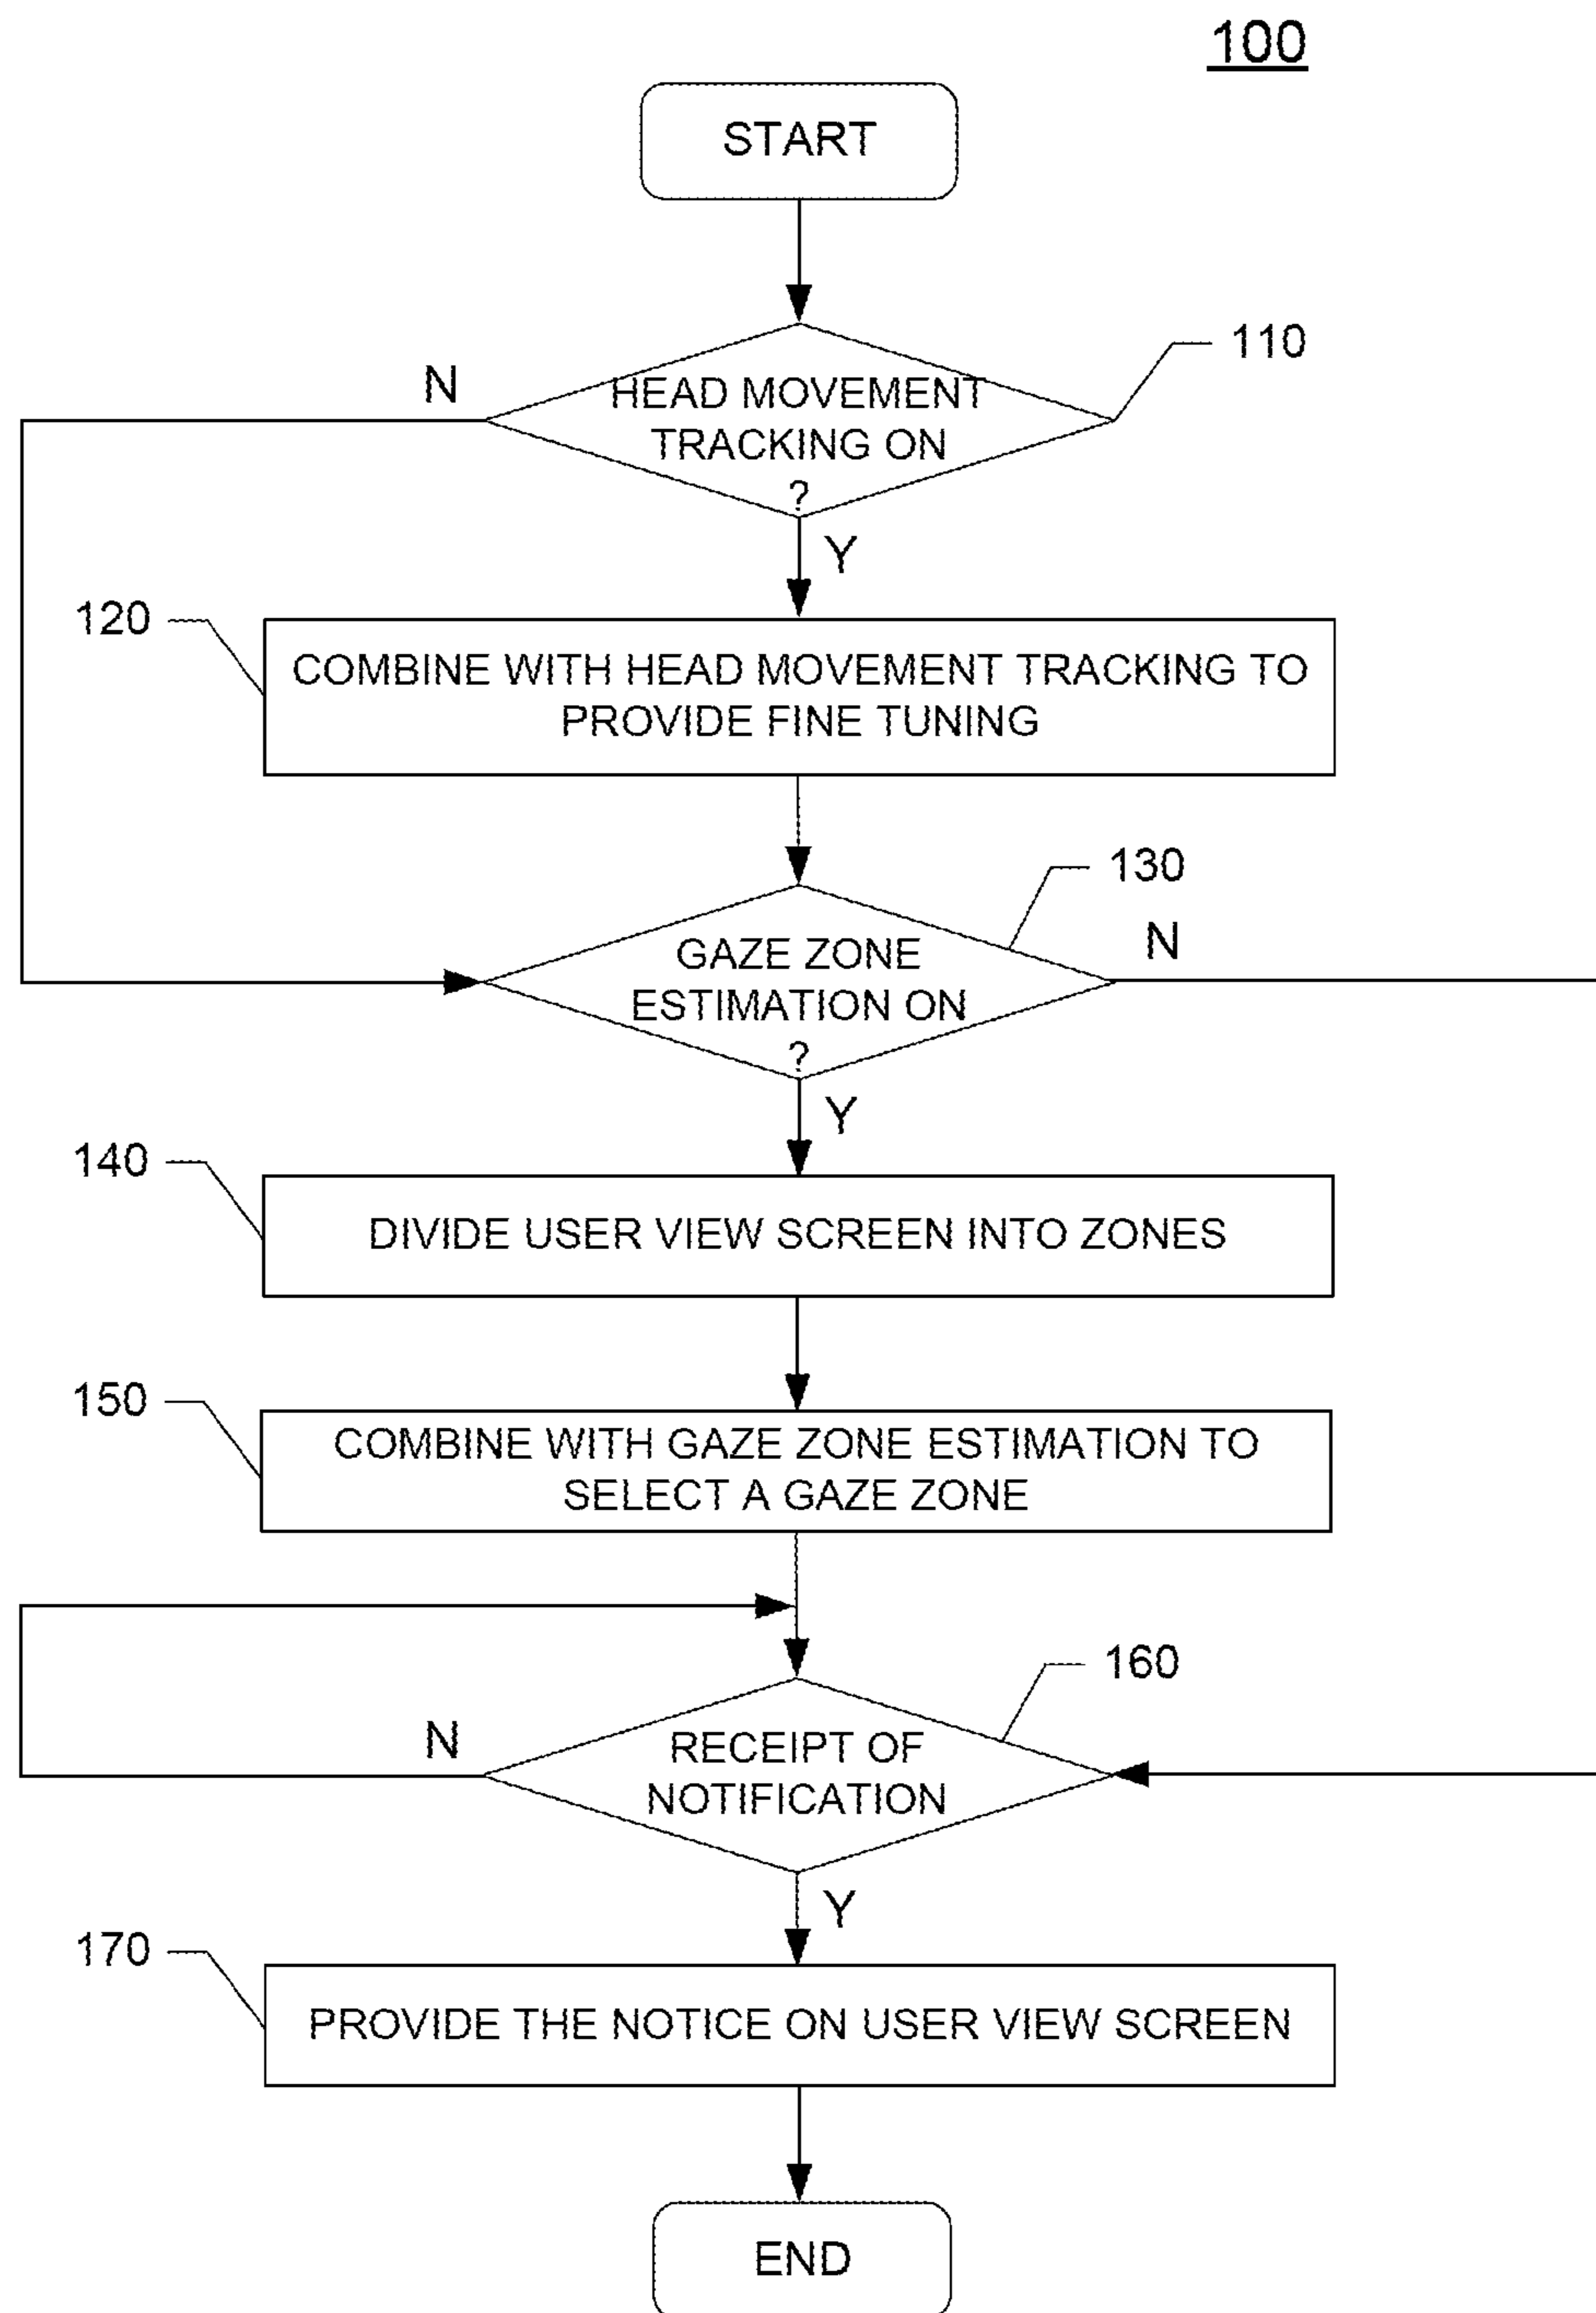 100
START
110
N
HEAD MOVEMENT
TRACKING ON
?
Y
120
COMBINE WITH HEAD MOVEMENT TRACKING TO
PROVIDE FINE TUNING
130
N
GAZE ZONE
ESTIMATION ON
?
Y
140
DIVIDE USER VIEW SCREEN INTO ZONES
150
COMBINE WITH GAZE ZONE ESTIMATION TO
SELECT A GAZE ZONE
160
N
RECEIPT OF
NOTIFICATION
Y
170
PROVIDE THE NOTICE ON USER VIEW SCREEN
END